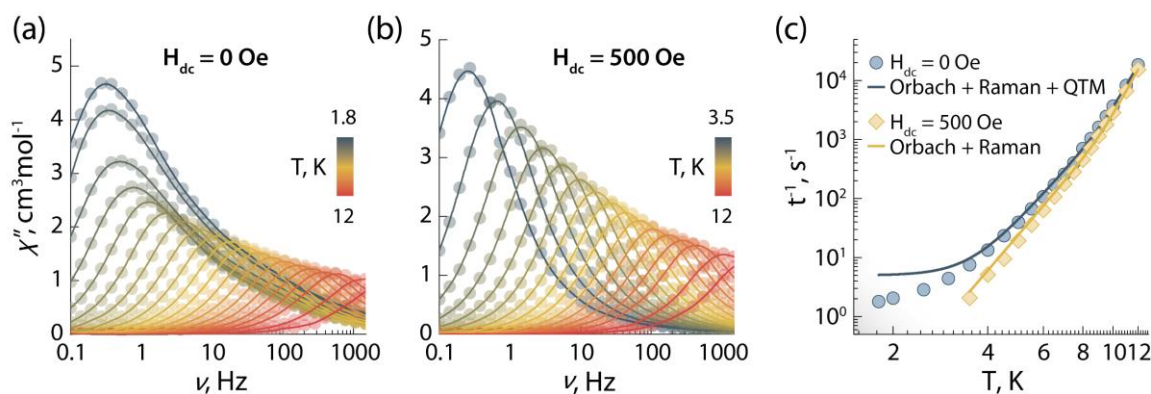 (a)
H_dc = 0 Oe
χ'', cm³mol⁻¹
5
4
3
2
1
0
1.8
T, K
12
0.1 1 10 100 1000
ν, Hz
(b)
H_dc = 500 Oe
5
4
3
2
1
0
3.5
T, K
12
0.1 1 10 100 1000
ν, Hz
(c)
t⁻¹, s⁻¹
10⁴
10³
10²
10¹
10⁰
H_dc = 0 Oe
Orbach + Raman + QTM
H_dc = 500 Oe
Orbach + Raman
2 4 6 8 1012
T, K